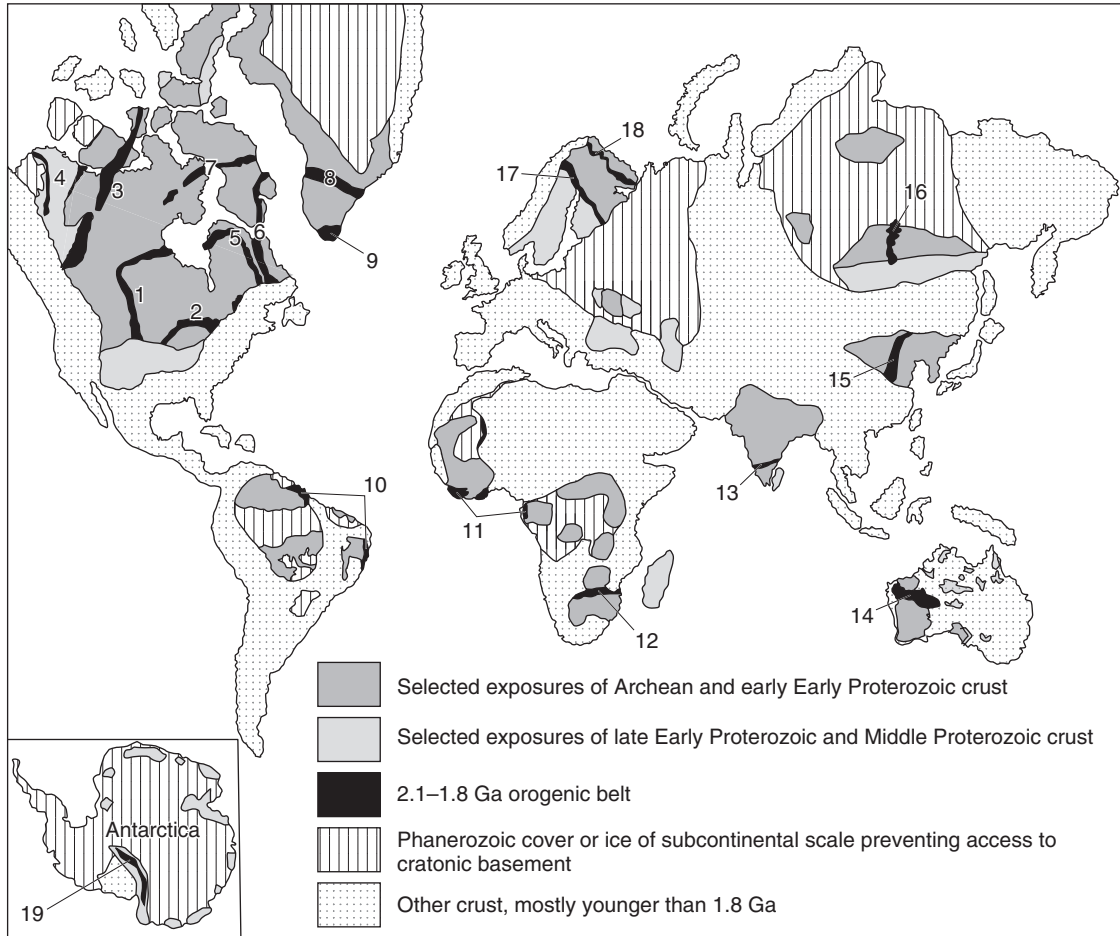 18
17
7
8
4
3
16
5
6
9
1
2
15
10
13
11
14
12
Selected exposures of Archean and early Early Proterozoic crust
Selected exposures of late Early Proterozoic and Middle Proterozoic crust
2.1–1.8 Ga orogenic belt
Phanerozoic cover or ice of subcontinental scale preventing access to
cratonic basement
Other crust, mostly younger than 1.8 Ga
Antarctica
19